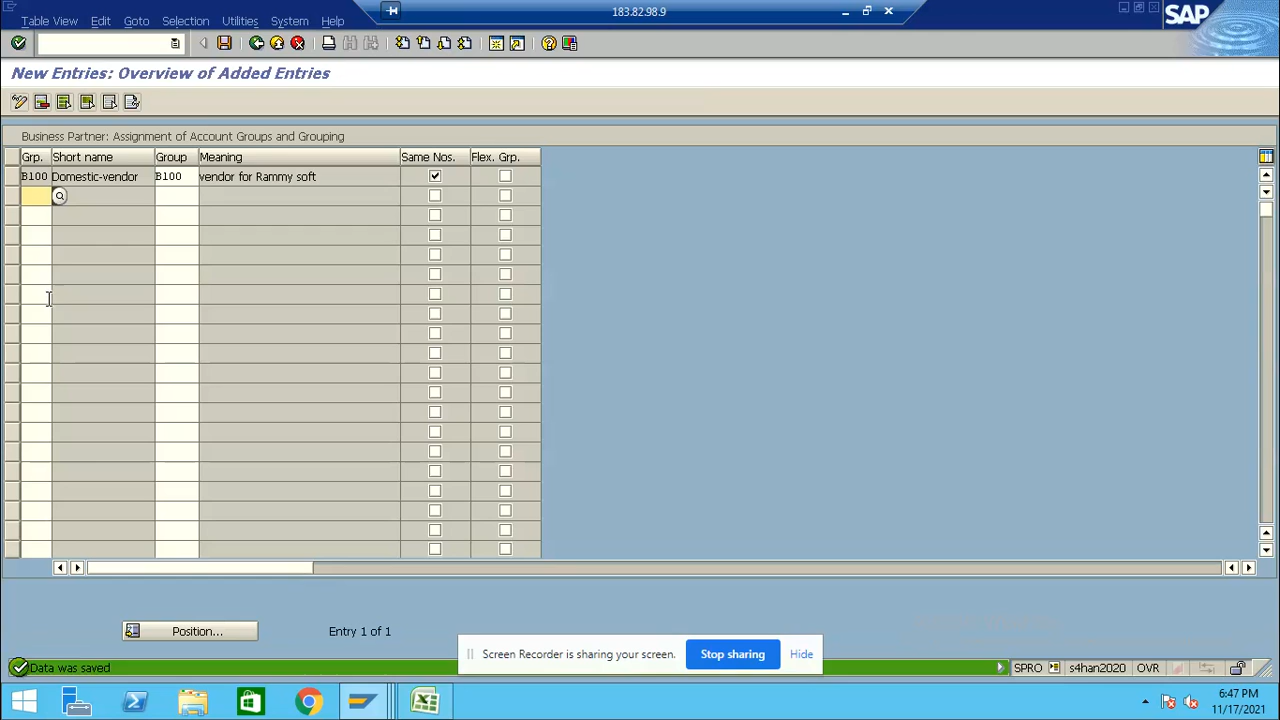 183.82.98.9
Table View Edit Goto Selection Utilities System Help
SAP
New Entries: Overview of Added Entries
Business Partner: Assignment of Account Groups and Grouping
Grp. Short name Group Meaning Same Nos. Flex. Grp.
B100 Domestic-vendor B100 vendor for Rammy soft
Position... Entry 1 of 1
Screen Recorder is sharing your screen. Stop sharing Hide
Data was saved SPRO s4han2020 OVR
6:47 PM
11/17/2021